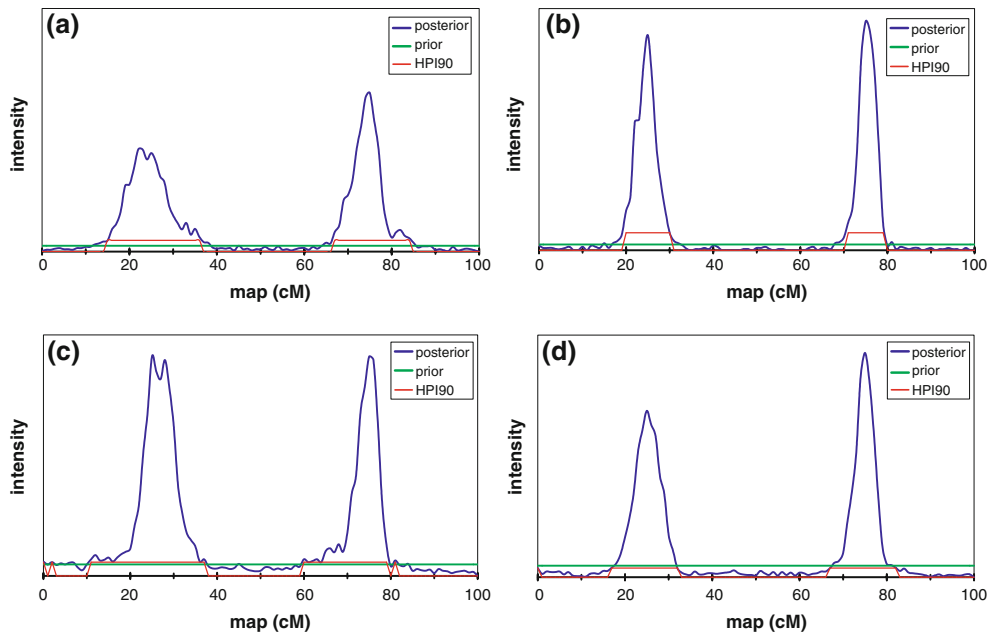 (a)
posterior
prior
HPI90
intensity
0 20 40 60 80 100
map (cM)
(b)
posterior
prior
HPI90
intensity
0 20 40 60 80 100
map (cM)
(c)
posterior
prior
HPI90
intensity
0 20 40 60 80 100
map (cM)
(d)
posterior
prior
HPI90
intensity
0 20 40 60 80 100
map (cM)